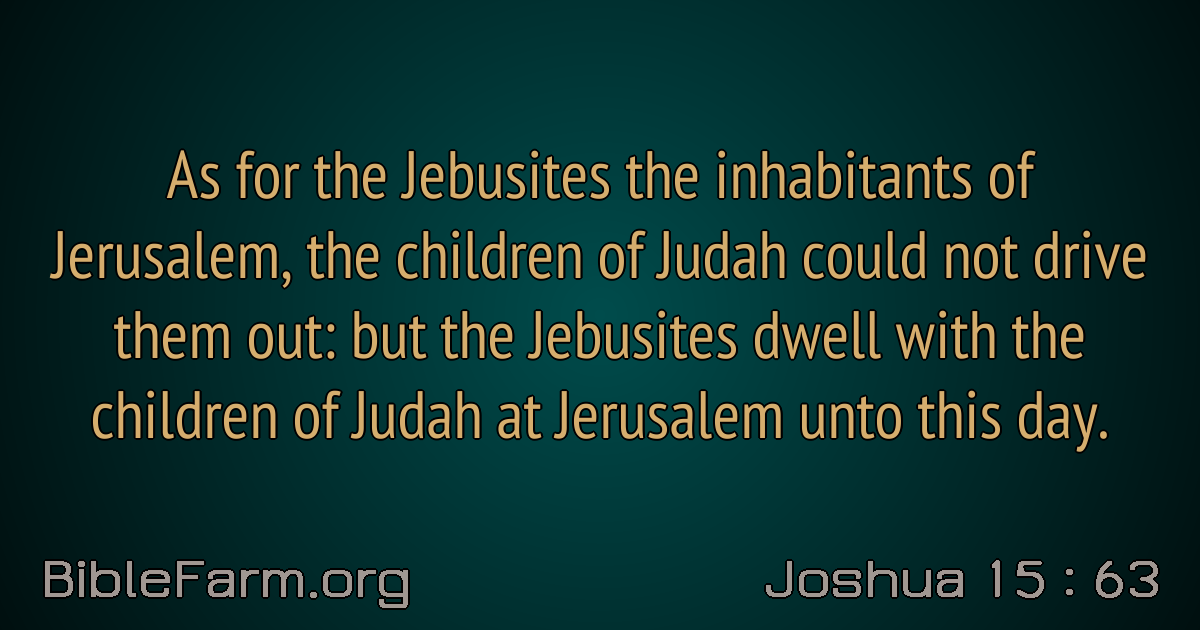 As for the Jebusites the inhabitants of
Jerusalem, the children of Judah could not drive
them out: but the Jebusites dwell with the
children of Judah at Jerusalem unto this day.
BibleFarm.org
Joshua 15 : 63